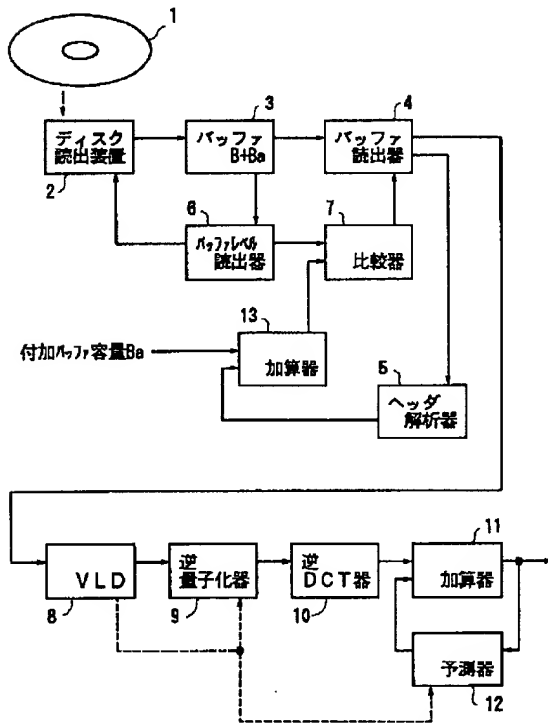 1
3
4
ディスク
読出装置
バッファ
B+Ba
バッファ
読出器
2
6
7
バッファレベル
読出器
比較器
13
付加バッファ容量Ba
加算器
5
ヘッダ
解析器
11
VLD
逆
量子化器
逆
DCT器
加算器
8
9
10
予測器
12